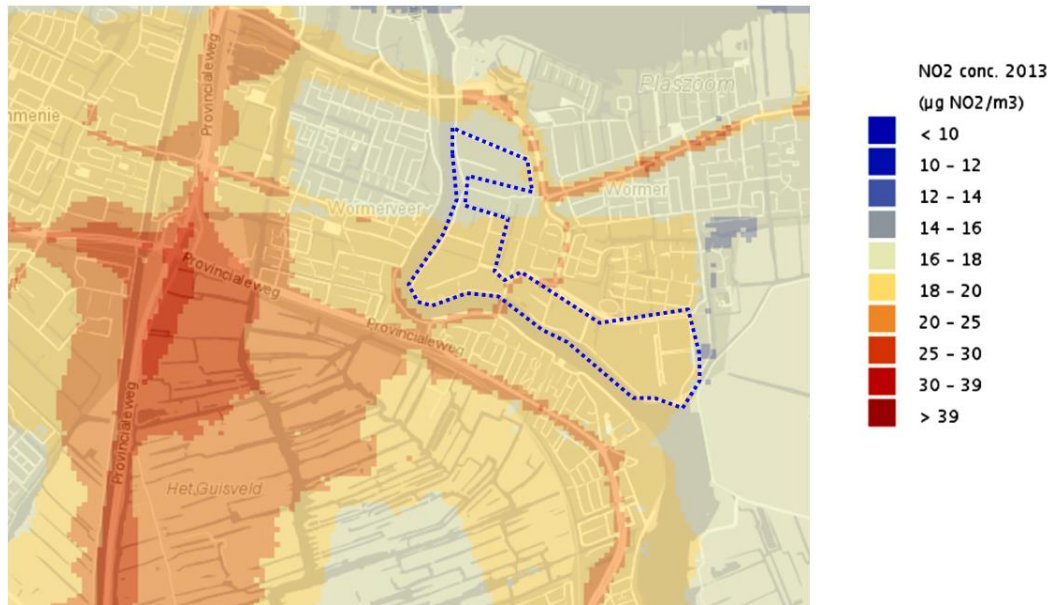 Plaszoom
mmenie
Provincialeweg
Wormer
Wormerveer
Provincialeweg
Provincialeweg
Provincialeweg
Het Guisveld
NO2 conc. 2013
(µg NO2/m3)
< 10
10 – 12
12 – 14
14 – 16
16 – 18
18 – 20
20 – 25
25 – 30
30 – 39
> 39